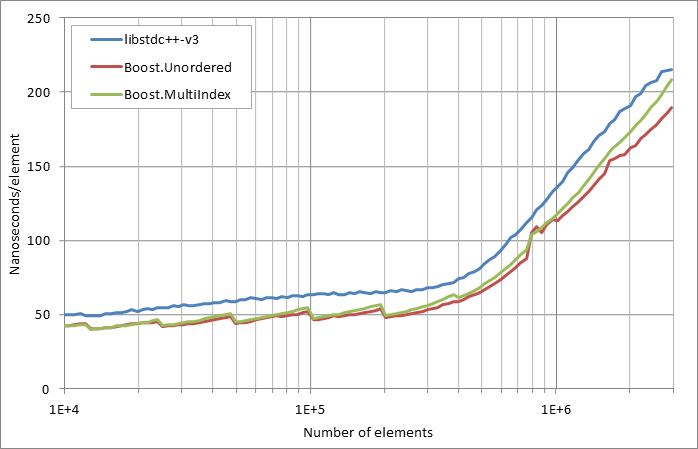 250
200
150
100
50
0
Nanoseconds/element
libstdc++-v3
Boost.Unordered
Boost.MultiIndex
1E+4
1E+5
1E+6
Number of elements